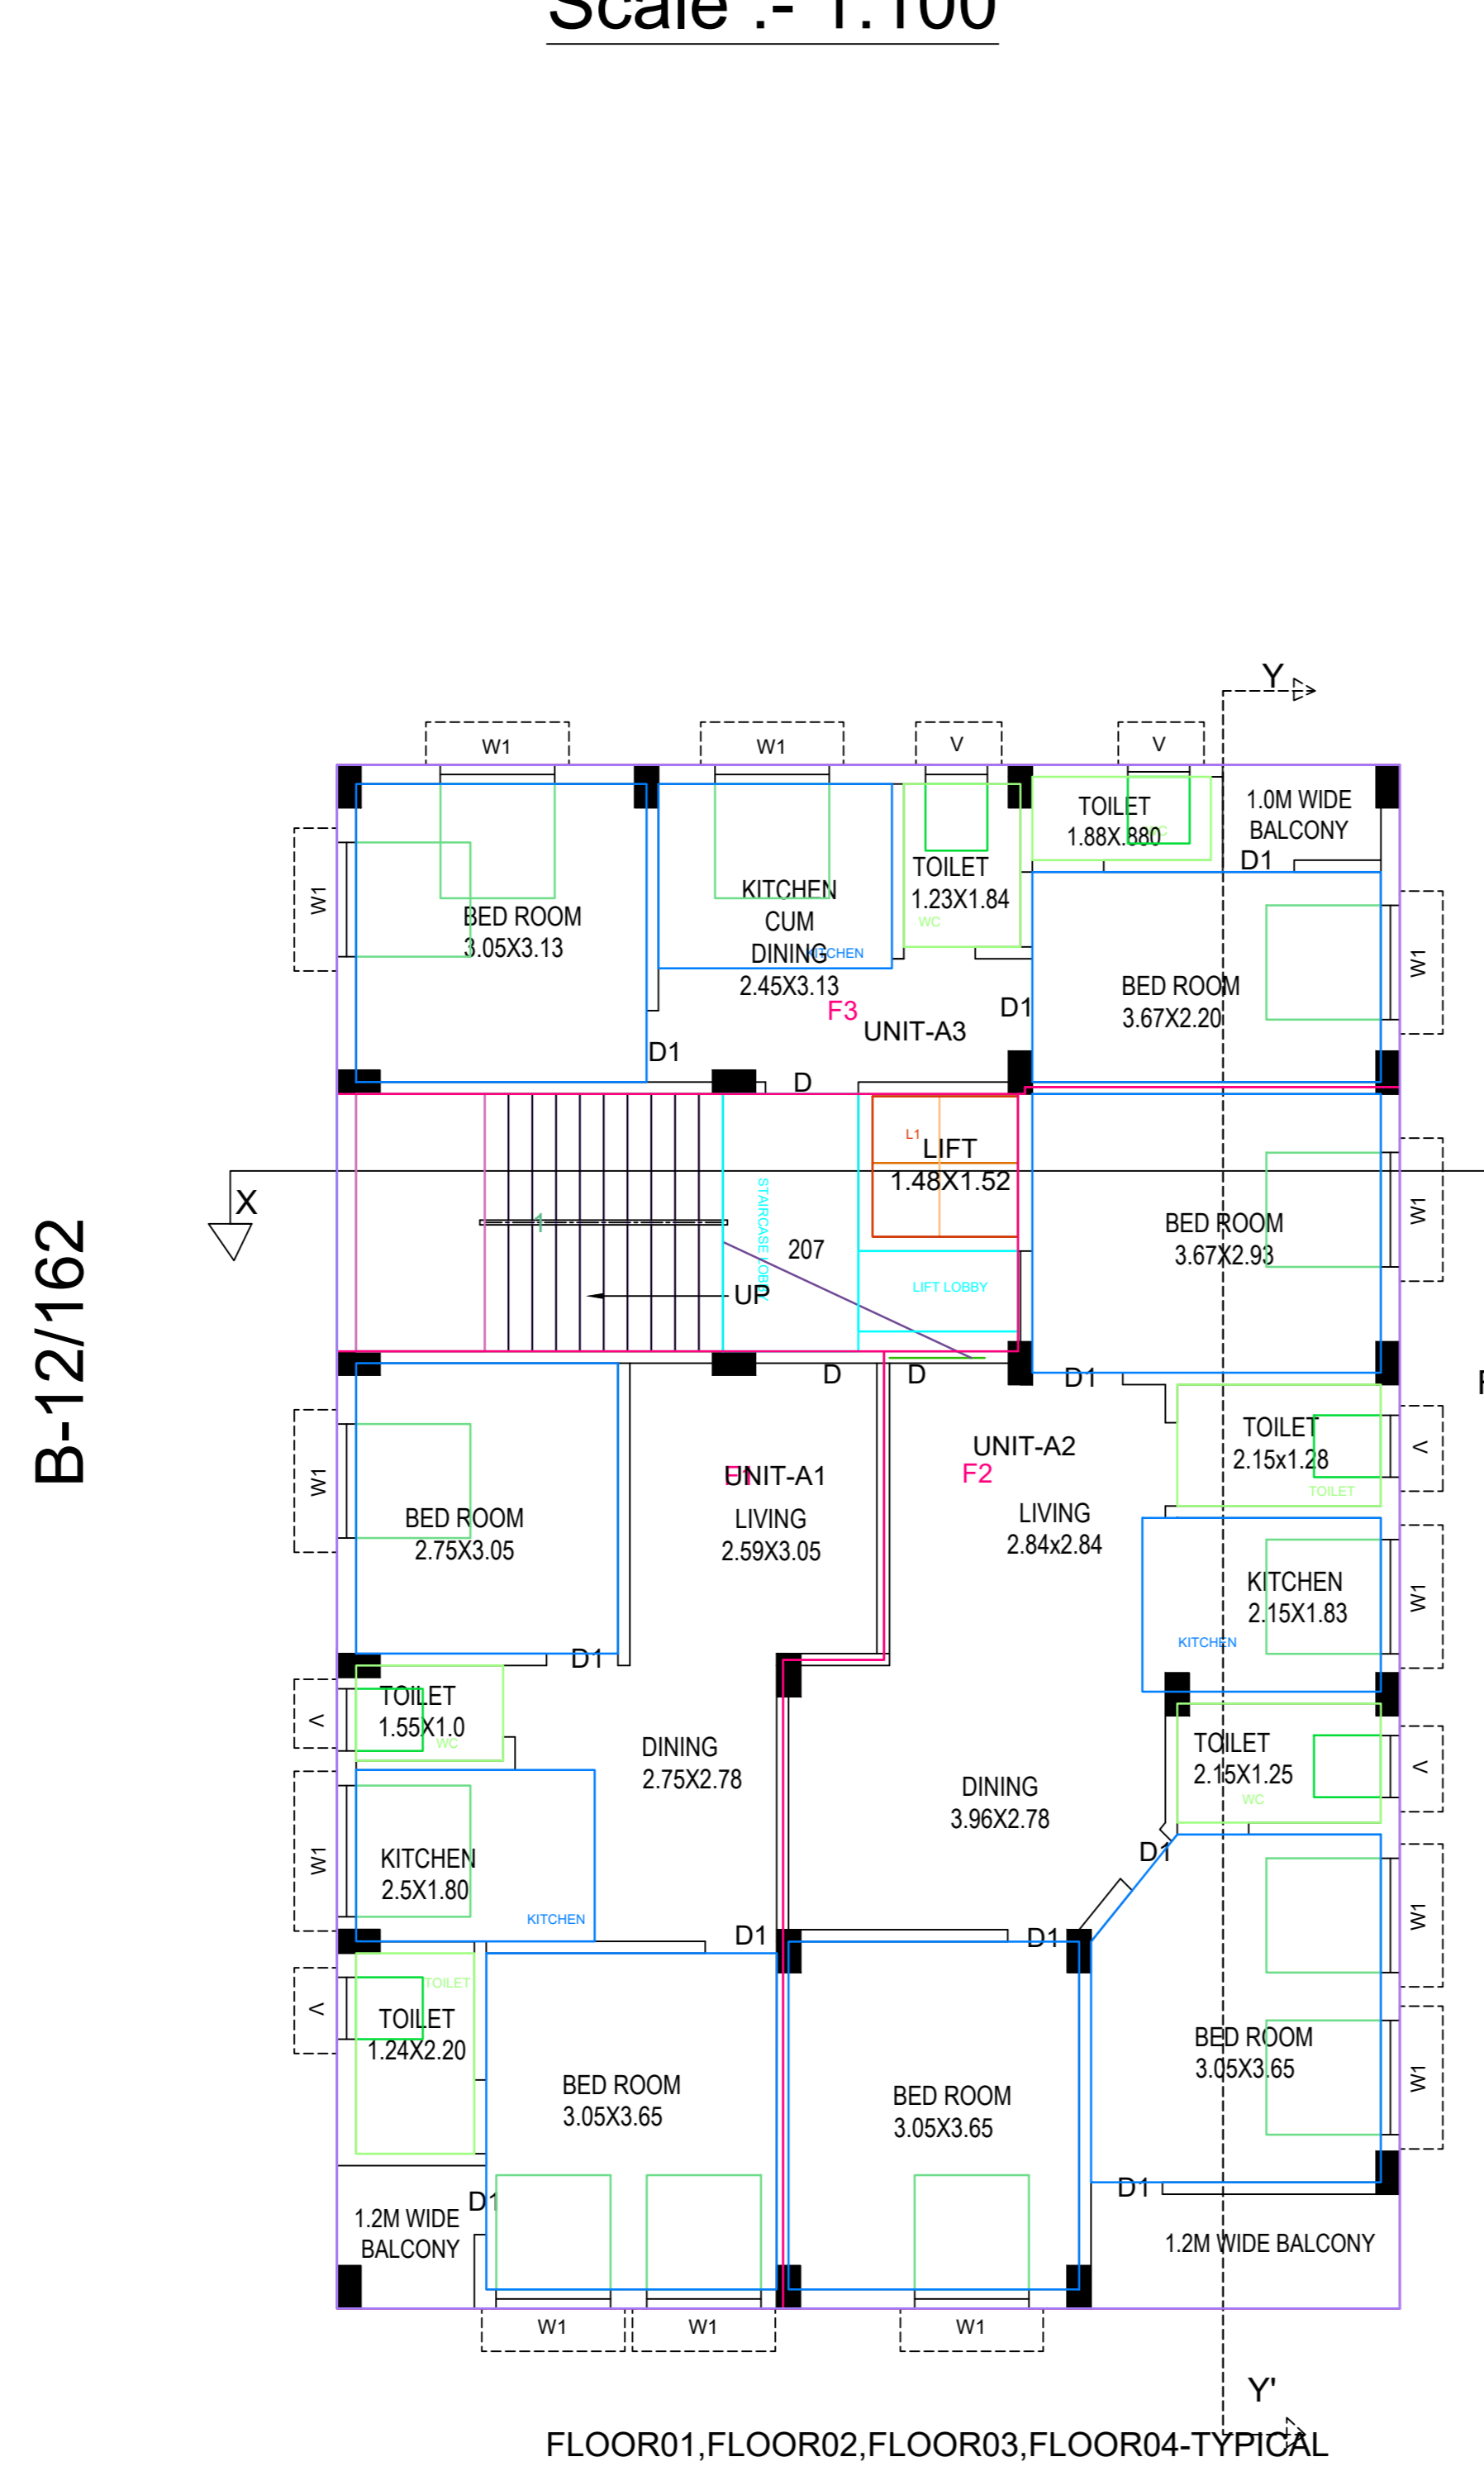 Scale :- 1:100
Y
W1
W1
V
V
TOILET
1.88X.880
WC
1.0M WIDE
BALCONY
D1
W1
BED ROOM
3.05X3.13
KITCHEN
CUM
DINING
2.45X3.13
KITCHEN
TOILET
1.23X1.84
WC
W1
BED ROOM
3.67X2.20
D1
F3
UNIT-A3
D1
D
L1
LIFT
1.48X1.52
X
B-12/162
STAIRCASE LOBBY
1
207
UP
LIFT LOBBY
BED ROOM
3.67X2.93
W1
D
D
D1
W1
BED ROOM
2.75X3.05
F1
UNIT-A1
LIVING
2.59X3.05
UNIT-A2
F2
LIVING
2.84x2.84
TOILET
2.15x1.28
TOILET
V
KITCHEN
2.15X1.83
KITCHEN
W1
D1
TOILET
1.55X1.0
WC
V
DINING
2.75X2.78
DINING
3.96X2.78
TOILET
2.15X1.25
WC
V
D1
KITCHEN
2.5X1.80
KITCHEN
W1
D1
D1
W1
TOILET
TOILET
1.24X2.20
V
BED ROOM
3.05X3.65
BED ROOM
3.05X3.65
BED ROOM
3.05X3.65
W1
D1
D1
1.2M WIDE
BALCONY
1.2M WIDE BALCONY
W1
W1
W1
Y'
FLOOR01,FLOOR02,FLOOR03,FLOOR04-TYPICAL